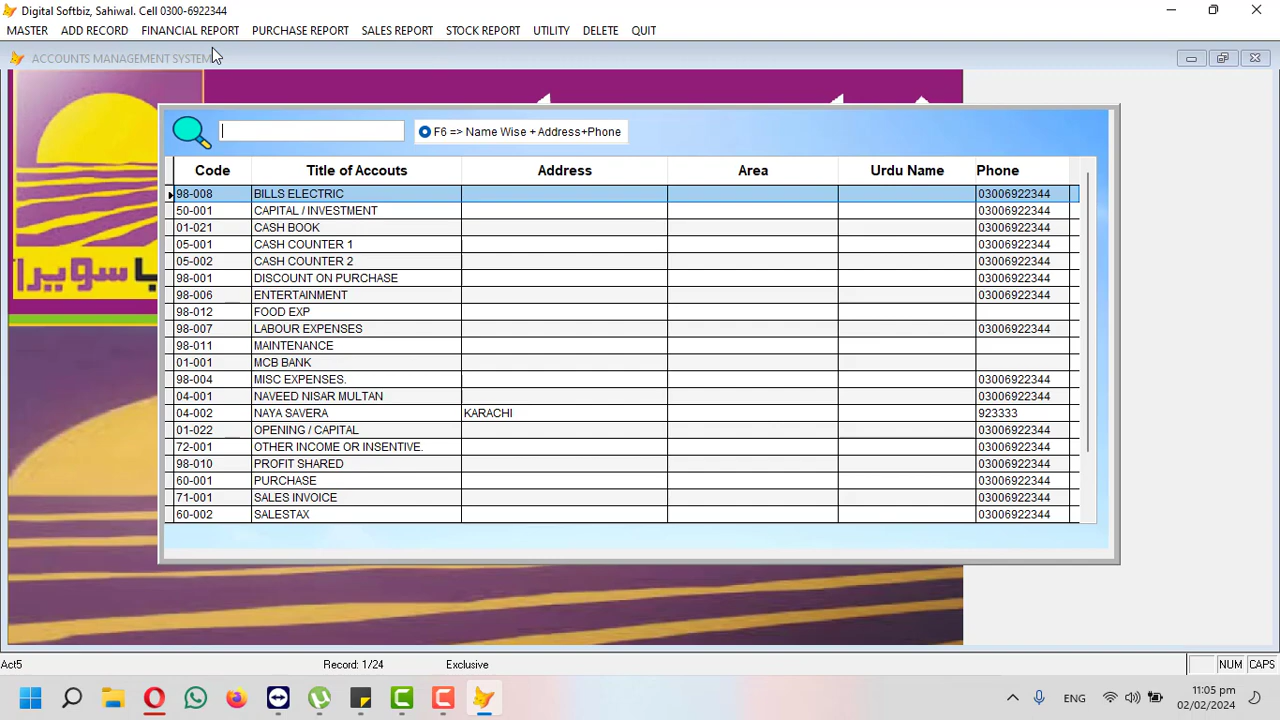 Digital Softbiz, Sahiwal. Cell 0300-6922344
MASTER ADD RECORD FINANCIAL REPORT PURCHASE REPORT SALES REPORT STOCK REPORT UTILITY DELETE QUIT
ACCOUNTS MANAGEMENT SYSTEM
F6 => Name Wise + Address+Phone
Code Title of Accouts Address Area Urdu Name Phone
98-008 BILLS ELECTRIC 03006922344
50-001 CAPITAL / INVESTMENT 03006922344
01-021 CASH BOOK 03006922344
05-001 CASH COUNTER 1 03006922344
05-002 CASH COUNTER 2 03006922344
98-001 DISCOUNT ON PURCHASE 03006922344
98-006 ENTERTAINMENT 03006922344
98-012 FOOD EXP
98-007 LABOUR EXPENSES 03006922344
98-011 MAINTENANCE
01-001 MCB BANK
98-004 MISC EXPENSES. 03006922344
04-001 NAVEED NISAR MULTAN 03006922344
04-002 NAYA SAVERA KARACHI 923333
01-022 OPENING / CAPITAL 03006922344
72-001 OTHER INCOME OR INSENTIVE. 03006922344
98-010 PROFIT SHARED 03006922344
60-001 PURCHASE 03006922344
71-001 SALES INVOICE 03006922344
60-002 SALESTAX 03006922344
Act5 Record: 1/24 Exclusive NUM CAPS
ENG 11:05 pm
02/02/2024